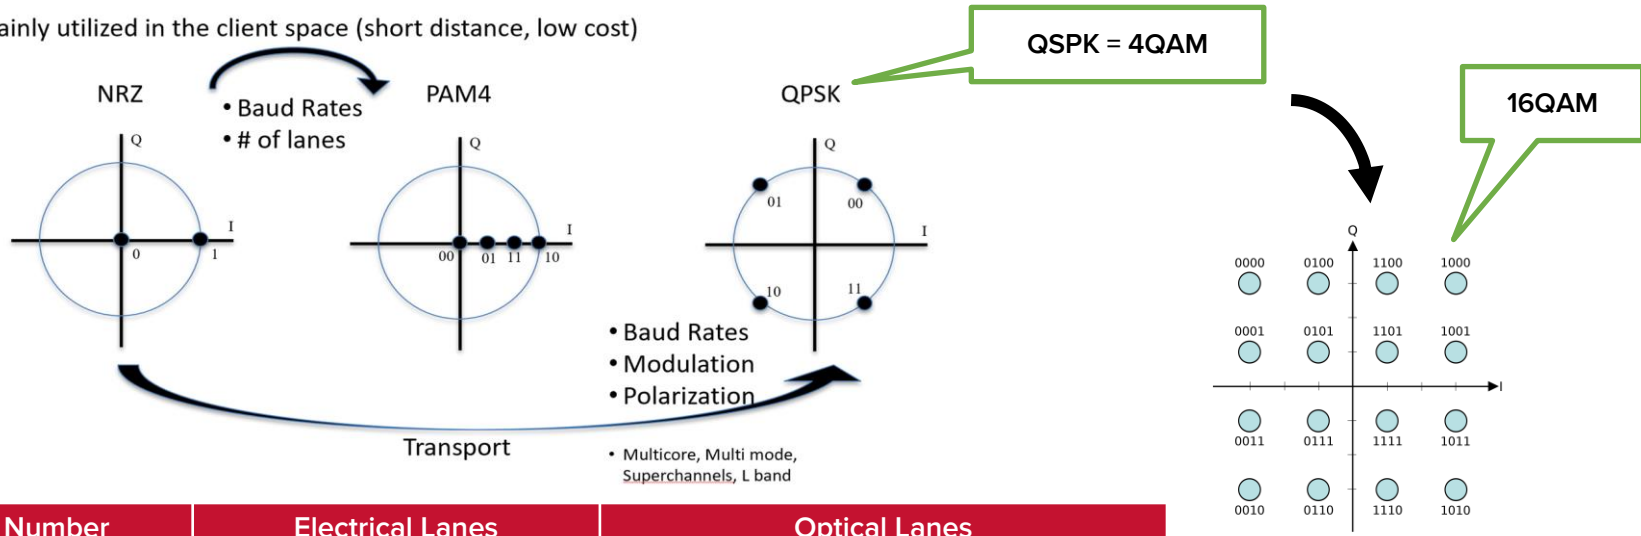 ainly utilized in the client space (short distance, low cost)
QSPK = 4QAM
16QAM
NRZ
• Baud Rates
• # of lanes
PAM4
QPSK
Q
I
0
1
Q
I
00
01
11
10
Q
I
01
00
10
11
• Baud Rates
• Modulation
• Polarization
Transport
• Multicore, Multi mode,
Superchannels, L band
Q
I
0000 0100 1100 1000
0001 0101 1101 1001
0011 0111 1111 1011
0010 0110 1110 1010
Number Electrical Lanes Optical Lanes